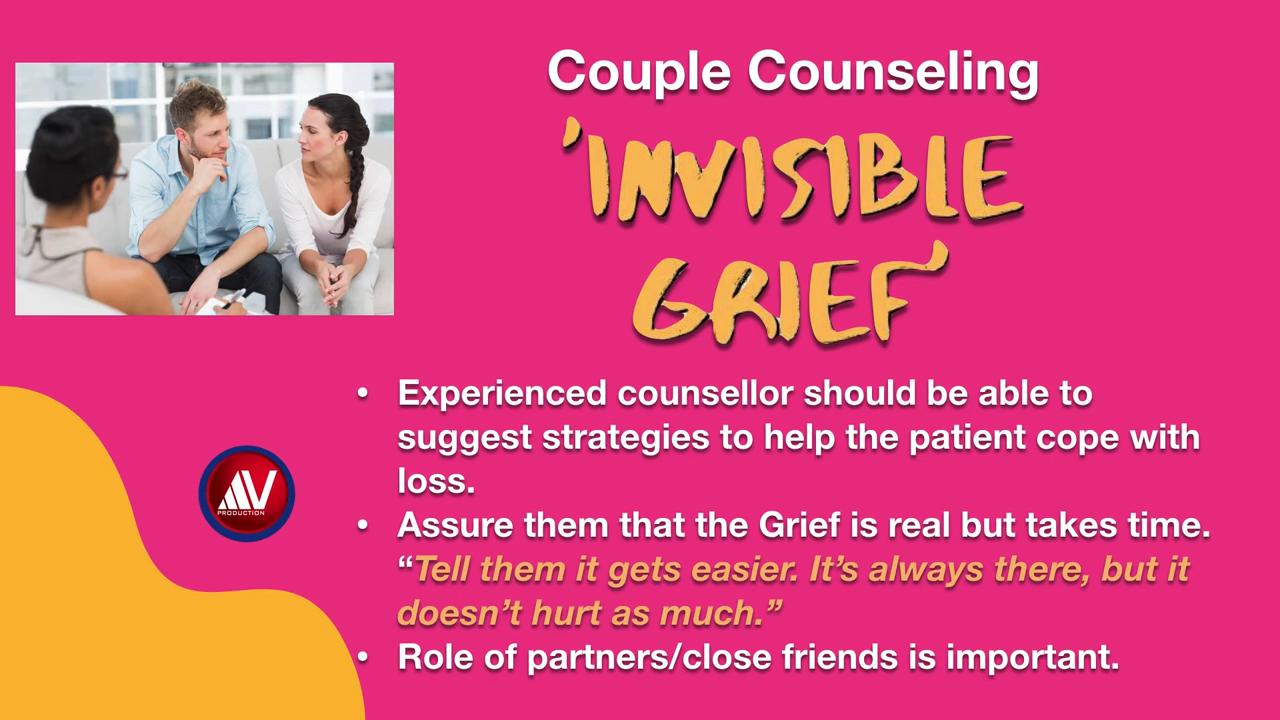 Couple Counseling
'INVISIBLE
GRIEF'
• Experienced counsellor should be able to
suggest strategies to help the patient cope with
loss.
• Assure them that the Grief is real but takes time.
“Tell them it gets easier. It’s always there, but it
doesn’t hurt as much.”
• Role of partners/close friends is important.
AV
PRODUCTION